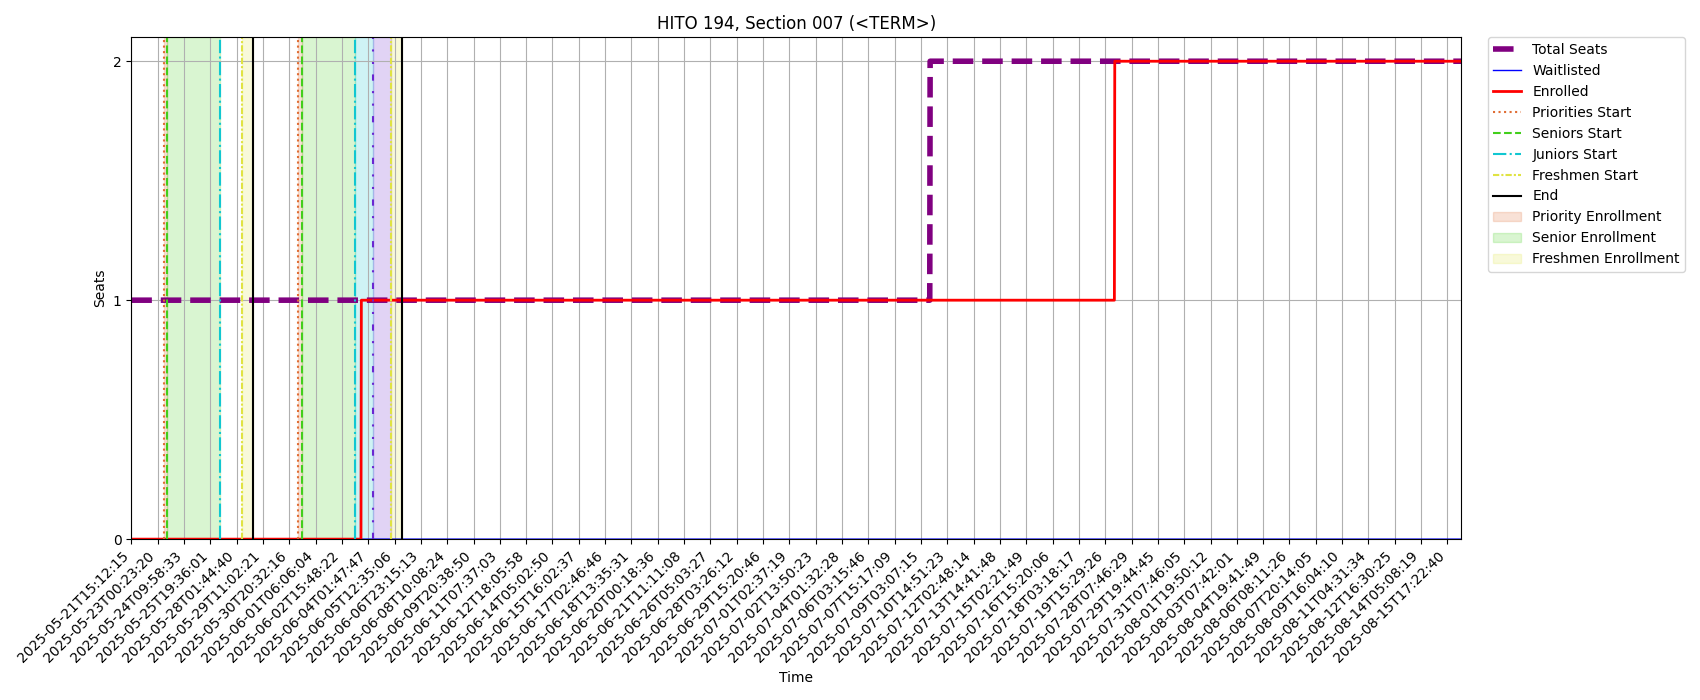 HITO 194, Section 007 (<TERM>)
Seats
2
1
0
Total Seats
Waitlisted
Enrolled
Priorities Start
Seniors Start
Juniors Start
Freshmen Start
End
Priority Enrollment
Senior Enrollment
Freshmen Enrollment
2025-05-21T15:12:15
2025-05-23T00:23:20
2025-05-24T09:58:33
2025-05-25T19:36:01
2025-05-28T01:44:40
2025-05-29T11:02:21
2025-05-30T20:32:16
2025-06-01T06:06:04
2025-06-02T15:48:22
2025-06-04T01:47:47
2025-06-05T12:35:06
2025-06-06T23:15:13
2025-06-08T10:08:24
2025-06-09T20:38:50
2025-06-11T07:37:03
2025-06-12T18:05:58
2025-06-14T05:02:50
2025-06-15T16:02:37
2025-06-17T02:46:46
2025-06-18T13:35:31
2025-06-20T00:18:36
2025-06-21T11:11:08
2025-06-26T05:03:27
2025-06-28T03:26:12
2025-06-29T15:20:46
2025-07-01T02:37:19
2025-07-02T13:50:23
2025-07-04T01:32:28
2025-07-06T03:15:46
2025-07-07T15:17:09
2025-07-09T03:07:15
2025-07-10T14:51:23
2025-07-12T02:48:14
2025-07-13T14:41:48
2025-07-15T02:21:49
2025-07-16T15:20:06
2025-07-18T03:18:17
2025-07-19T15:29:26
2025-07-28T07:46:29
2025-07-29T19:44:45
2025-07-31T07:46:05
2025-08-01T19:50:12
2025-08-03T07:42:01
2025-08-04T19:41:49
2025-08-06T08:11:26
2025-08-07T20:14:05
2025-08-09T16:04:10
2025-08-11T04:31:34
2025-08-12T16:30:25
2025-08-14T05:08:19
2025-08-15T17:22:40
Time